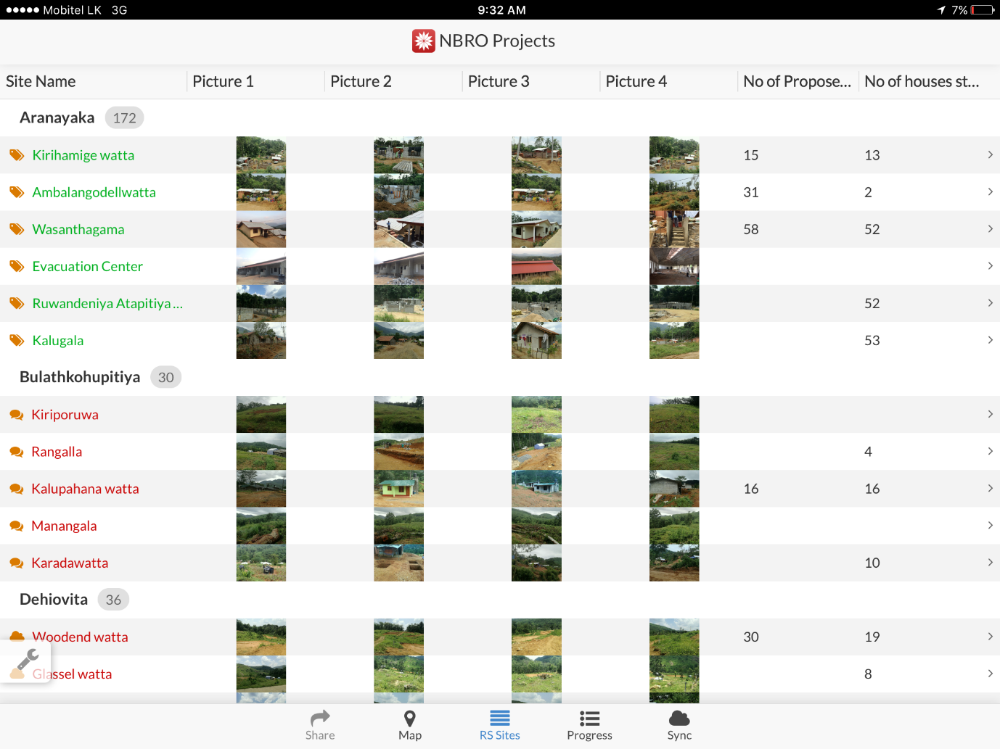 Mobitel LK 3G 9:32 AM 7%
NBRO Projects
Site Name Picture 1 Picture 2 Picture 3 Picture 4 No of Propose... No of houses st...
Aranayaka 172
Kirihamige watta 15 13
Ambalangodellwatta 31 2
Wasanthagama 58 52
Evacuation Center
Ruwandeniya Atapitiya... 52
Kalugala 53
Bulathkohupitiya 30
Kiriporuwa
Rangalla 4
Kalupahana watta 16 16
Manangala
Karadawatta 10
Dehiovita 36
Woodend watta 30 19
Glassel watta 8
Share Map RS Sites Progress Sync